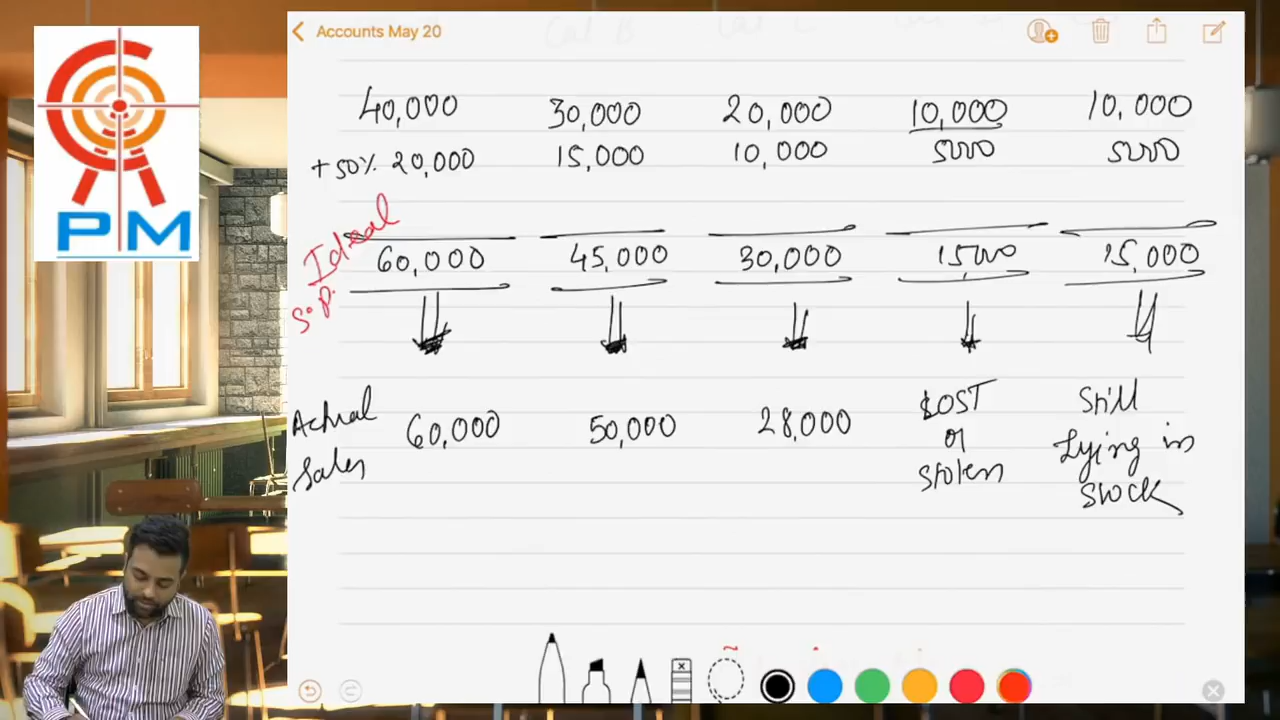 Accounts May 20
PM
40,000 30,000 20,000 10,000 10,000
+50% 20,000 15,000 10,000 5000 5000
Ideal
S.P. 60,000 45,000 30,000 15000 15,000
Actual
Sales 60,000 50,000 28,000 LOST
or
stolen
Still
Lying in
Stock